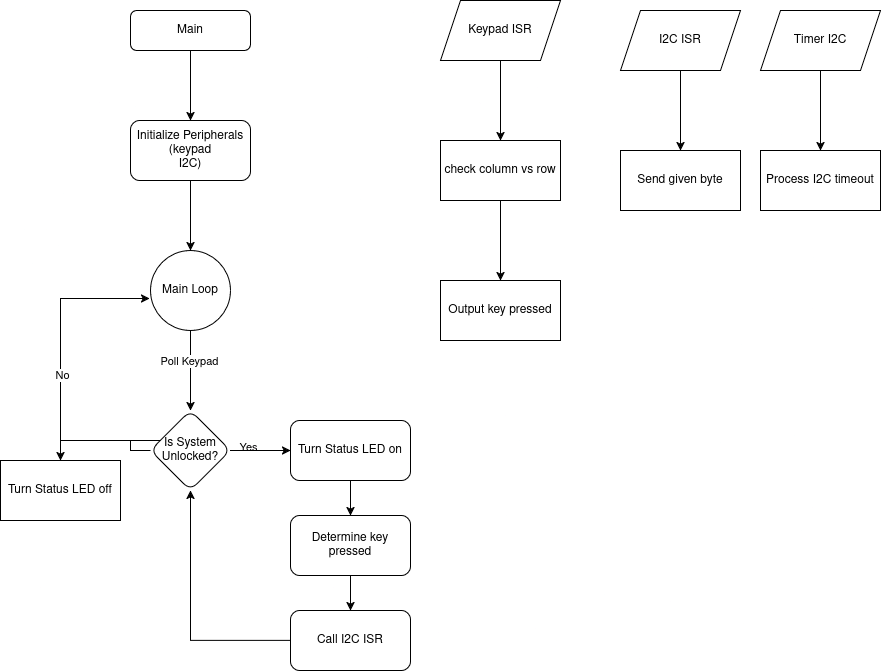 Main
Initialize Peripherals
(keypad
I2C)
Main Loop
Poll Keypad
No
Is System
Unlocked?
Yes
Turn Status LED on
Turn Status LED off
Determine key
pressed
Call I2C ISR
Keypad ISR
check column vs row
Output key pressed
I2C ISR
Send given byte
Timer I2C
Process I2C timeout